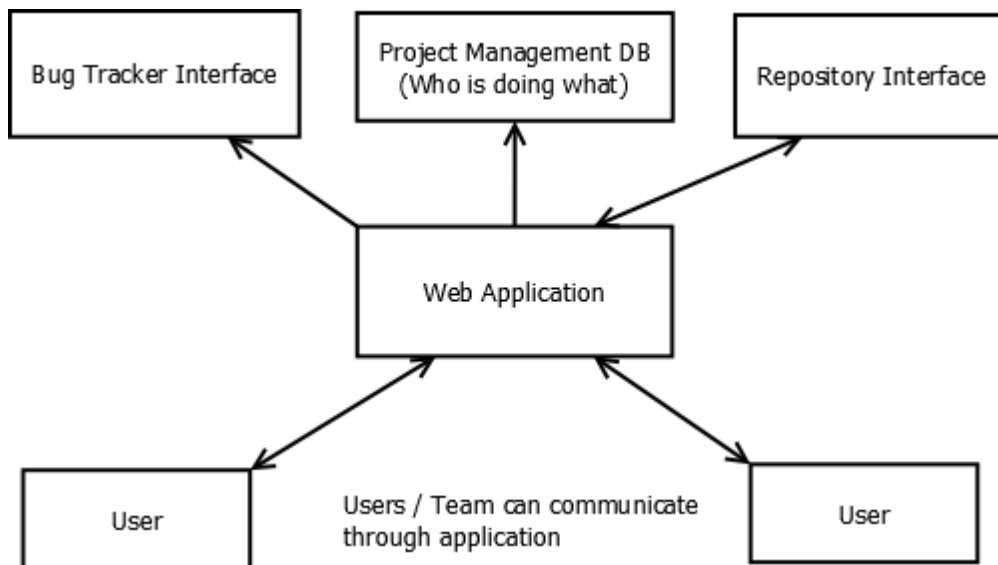 Bug Tracker Interface
Project Management DB
(Who is doing what)
Repository Interface
Web Application
User
Users / Team can communicate
through application
User